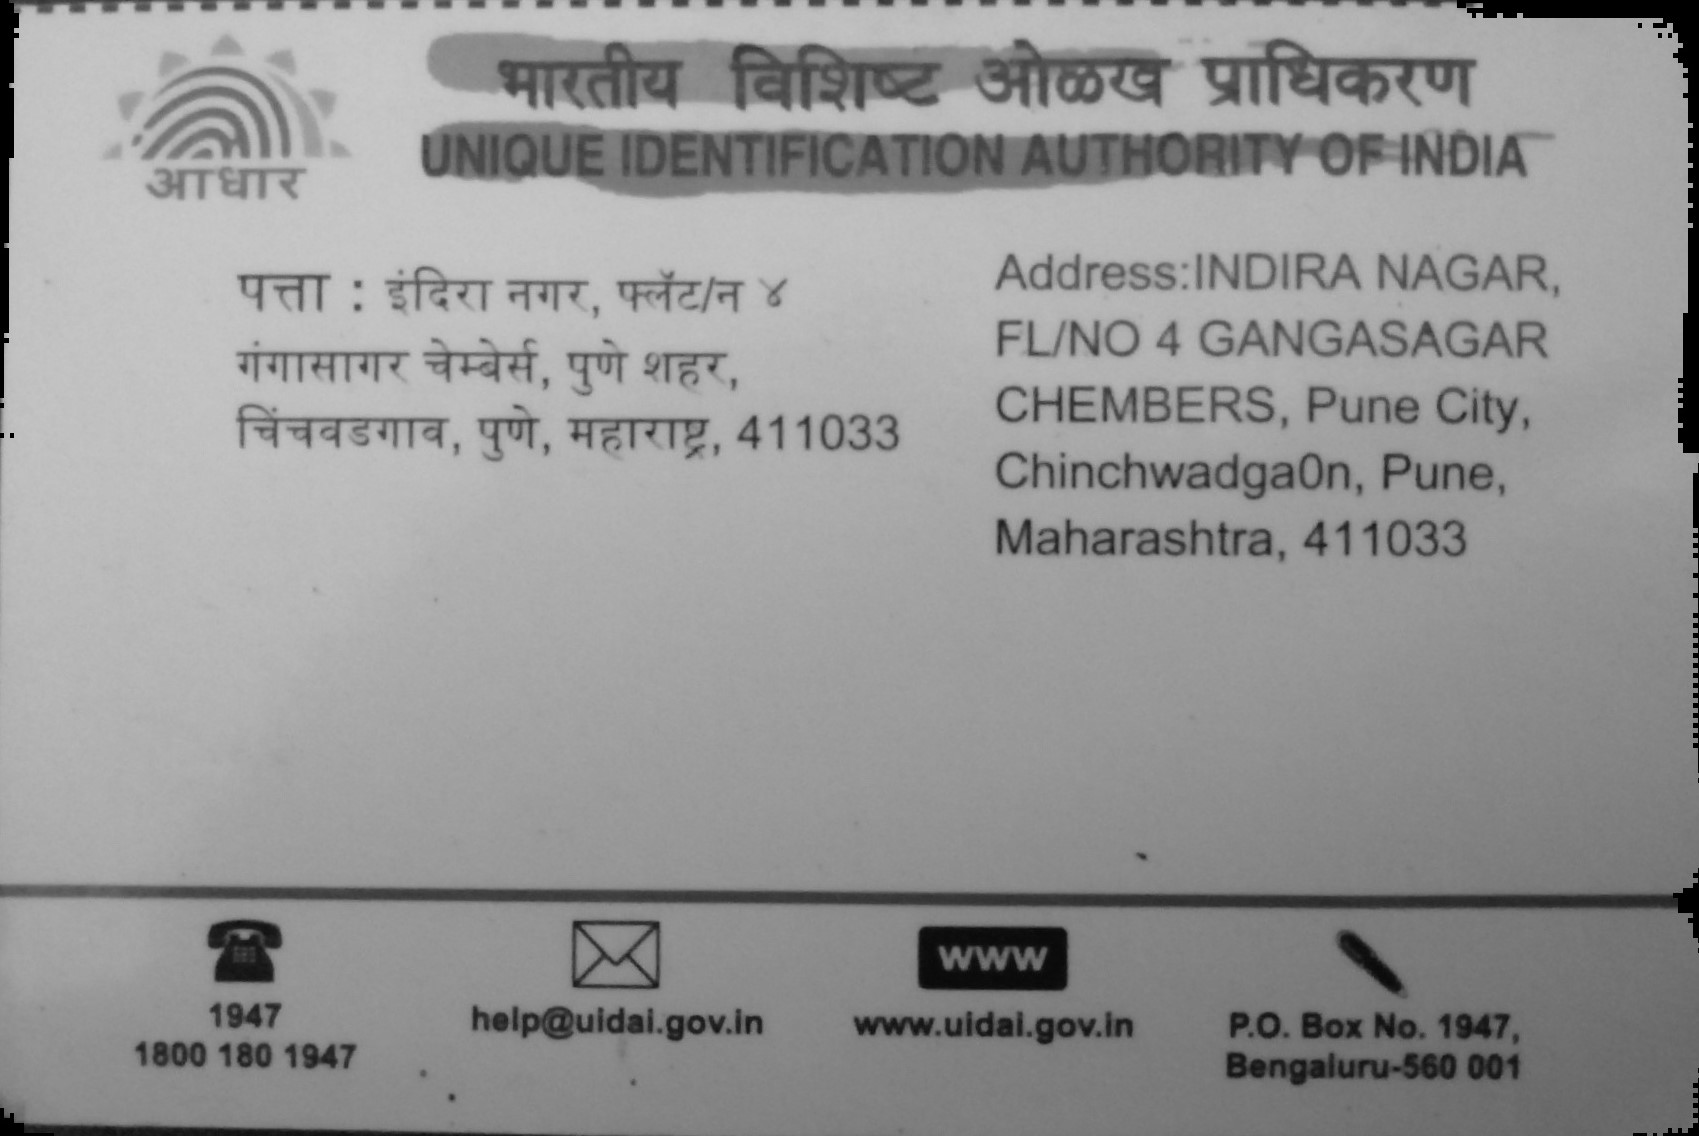 भारतीय विशिष्ट ओळख प्राधिकरण
UNIQUE IDENTIFICATION AUTHORITY OF INDIA
आधार
पत्ता : इंदिरा नगर, फ्लॅट/न ४
गंगासागर चेम्बेर्स, पुणे शहर,
चिंचवडगाव, पुणे, महाराष्ट्र, 411033
Address:INDIRA NAGAR,
FL/NO 4 GANGASAGAR
CHEMBERS, Pune City,
Chinchwadga0n, Pune,
Maharashtra, 411033
1947
1800 180 1947
help@uidai.gov.in
WWW
www.uidai.gov.in
P.O. Box No. 1947,
Bengaluru-560 001